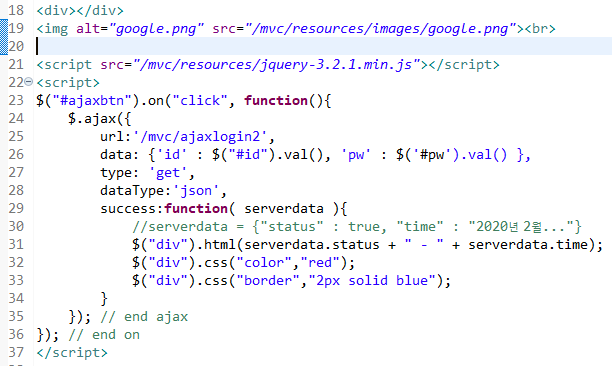 18 <div></div>
19 <img alt="google.png" src="/mvc/resources/images/google.png"><br>
20
21 <script src="/mvc/resources/jquery-3.2.1.min.js"></script>
22 <script>
23 $("#ajaxbtn").on("click", function(){
24     $.ajax({
25         url:'/mvc/ajaxlogin2',
26         data: {'id' : $("#id").val(), 'pw' : $('#pw').val() },
27         type: 'get',
28         dataType:'json',
29         success:function( serverdata ){
30             //serverdata = {"status" : true, "time" : "2020년 2월..."}
31             $("div").html(serverdata.status + " - " + serverdata.time);
32             $("div").css("color","red");
33             $("div").css("border","2px solid blue");
34         }
35     }); // end ajax
36 }); // end on
37 </script>